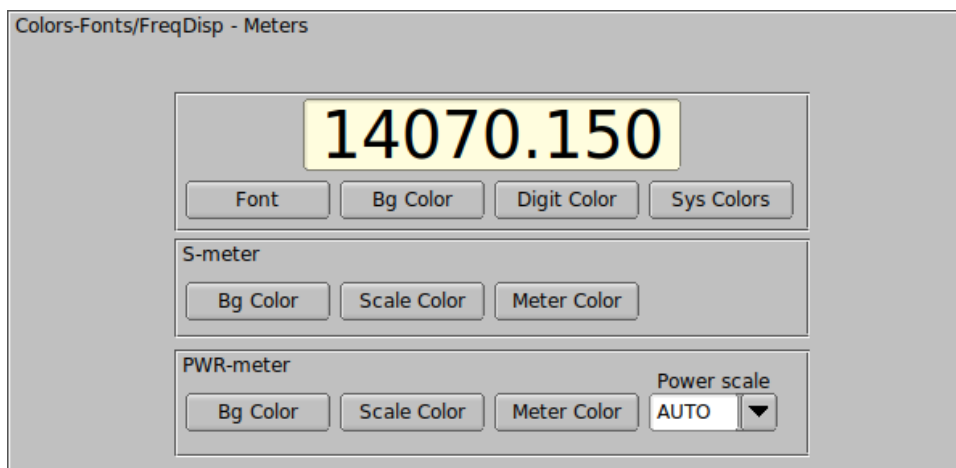 Colors-Fonts/FreqDisp - Meters
14070.150
Font Bg Color Digit Color Sys Colors
S-meter
Bg Color Scale Color Meter Color
PWR-meter
Power scale
Bg Color Scale Color Meter Color AUTO